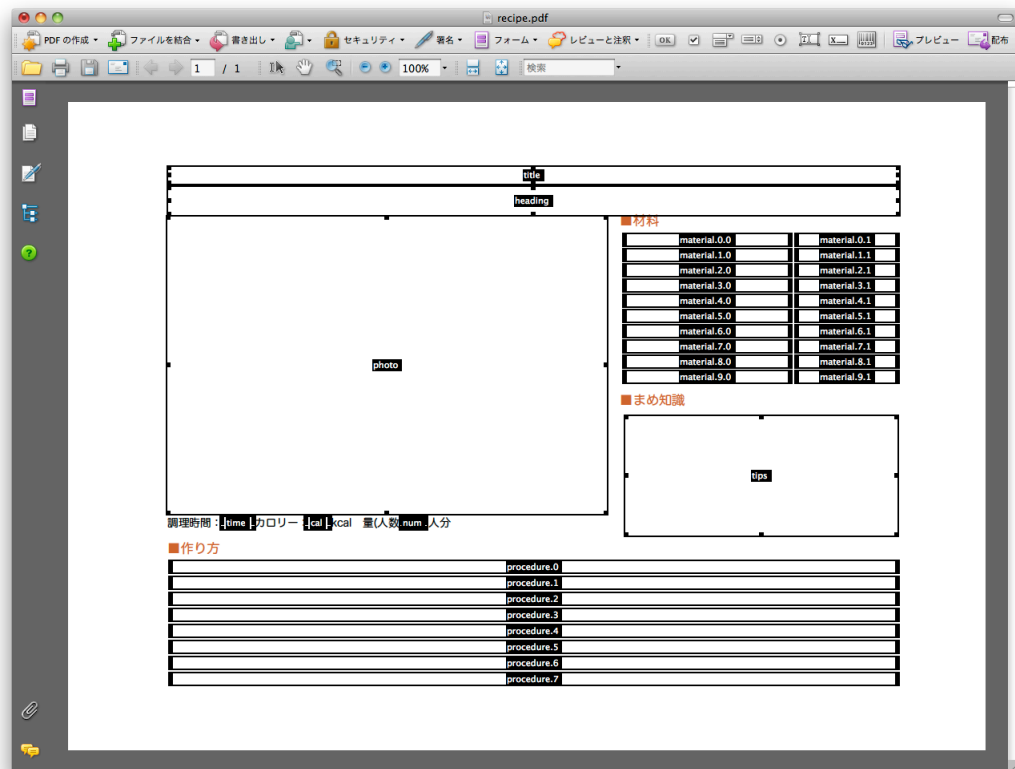 recipe.pdf
PDF の作成 ファイルを結合 書き出し セキュリティ 署名 フォーム レビューと注釈 OK プレビュー 配布
1 / 1 100% 検索
title
heading
■材料
material.0.0 material.0.1
material.1.0 material.1.1
material.2.0 material.2.1
material.3.0 material.3.1
material.4.0 material.4.1
material.5.0 material.5.1
material.6.0 material.6.1
material.7.0 material.7.1
material.8.0 material.8.1
material.9.0 material.9.1
photo
■まめ知識
tips
調理時間：time カロリー：cal kcal 量(人数 num 人分
■作り方
procedure.0
procedure.1
procedure.2
procedure.3
procedure.4
procedure.5
procedure.6
procedure.7